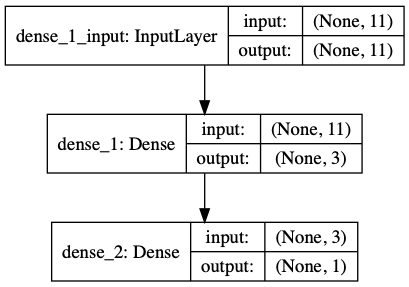 dense_1_input: InputLayer
input: (None, 11)
output: (None, 11)
dense_1: Dense
input: (None, 11)
output: (None, 3)
dense_2: Dense
input: (None, 3)
output: (None, 1)